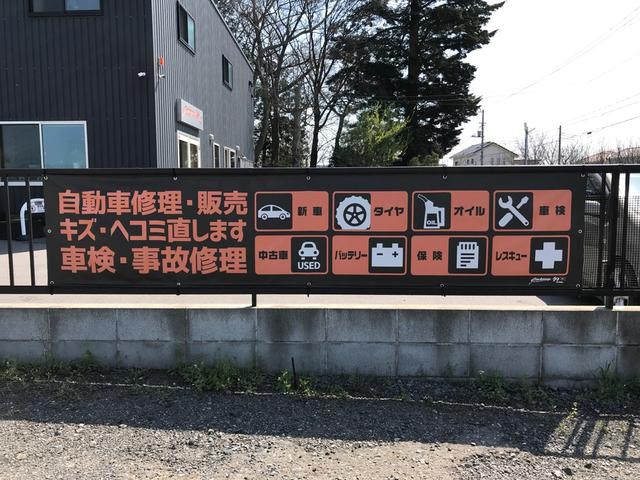 自動車修理・販売
キズ・ヘコミ直します
車検・事故修理
新車
タイヤ
オイル
OIL
車検
中古車
USED
バッテリー
保険
レスキュー